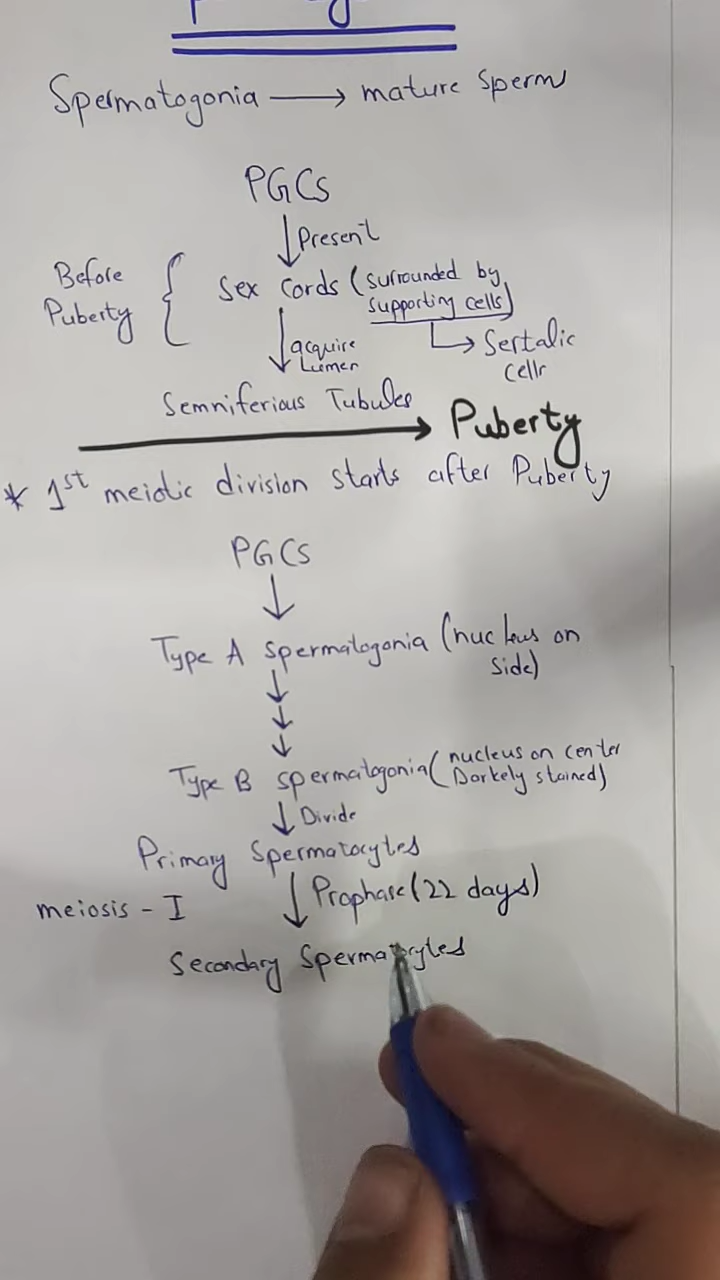 Spermatogonia → mature Sperm
PGCs
↓ Present
Before Puberty { Sex Cords (surrounded by supporting cells)
↳ Sertalic cells
↓ acquire Lumen
Semniferious Tubules
→ Puberty
* 1st meiotic division starts after Puberty
PGCs
↓
Type A spermatogonia (nucleus on side)
↓
↓
↓
Type B spermatogonia (nucleus on center Darkely stained)
↓ Divide
Primary Spermatocytes
meiosis - I ↓ Prophase (22 days)
Secondary Spermatocytes